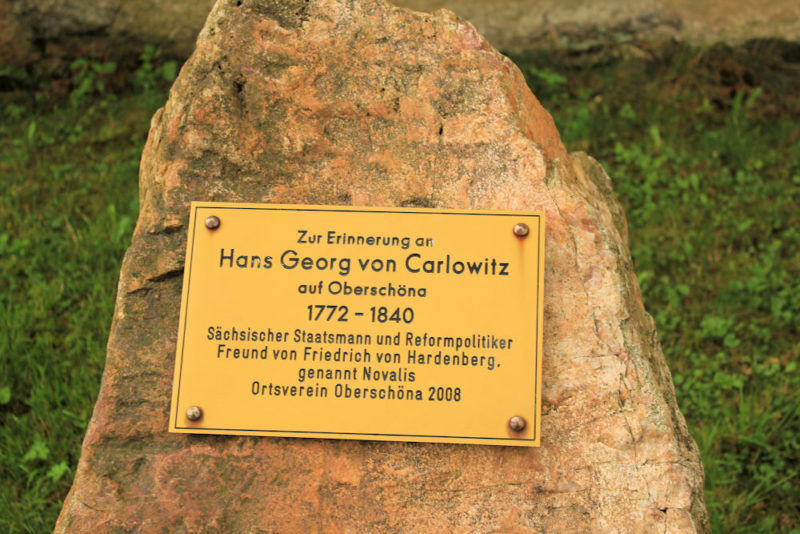 Zur Erinnerung an
Hans Georg von Carlowitz
auf Oberschöna
1772 - 1840
Sächsischer Staatsmann und Reformpolitiker
Freund von Friedrich von Hardenberg,
genannt Novalis
Ortsverein Oberschöna 2008